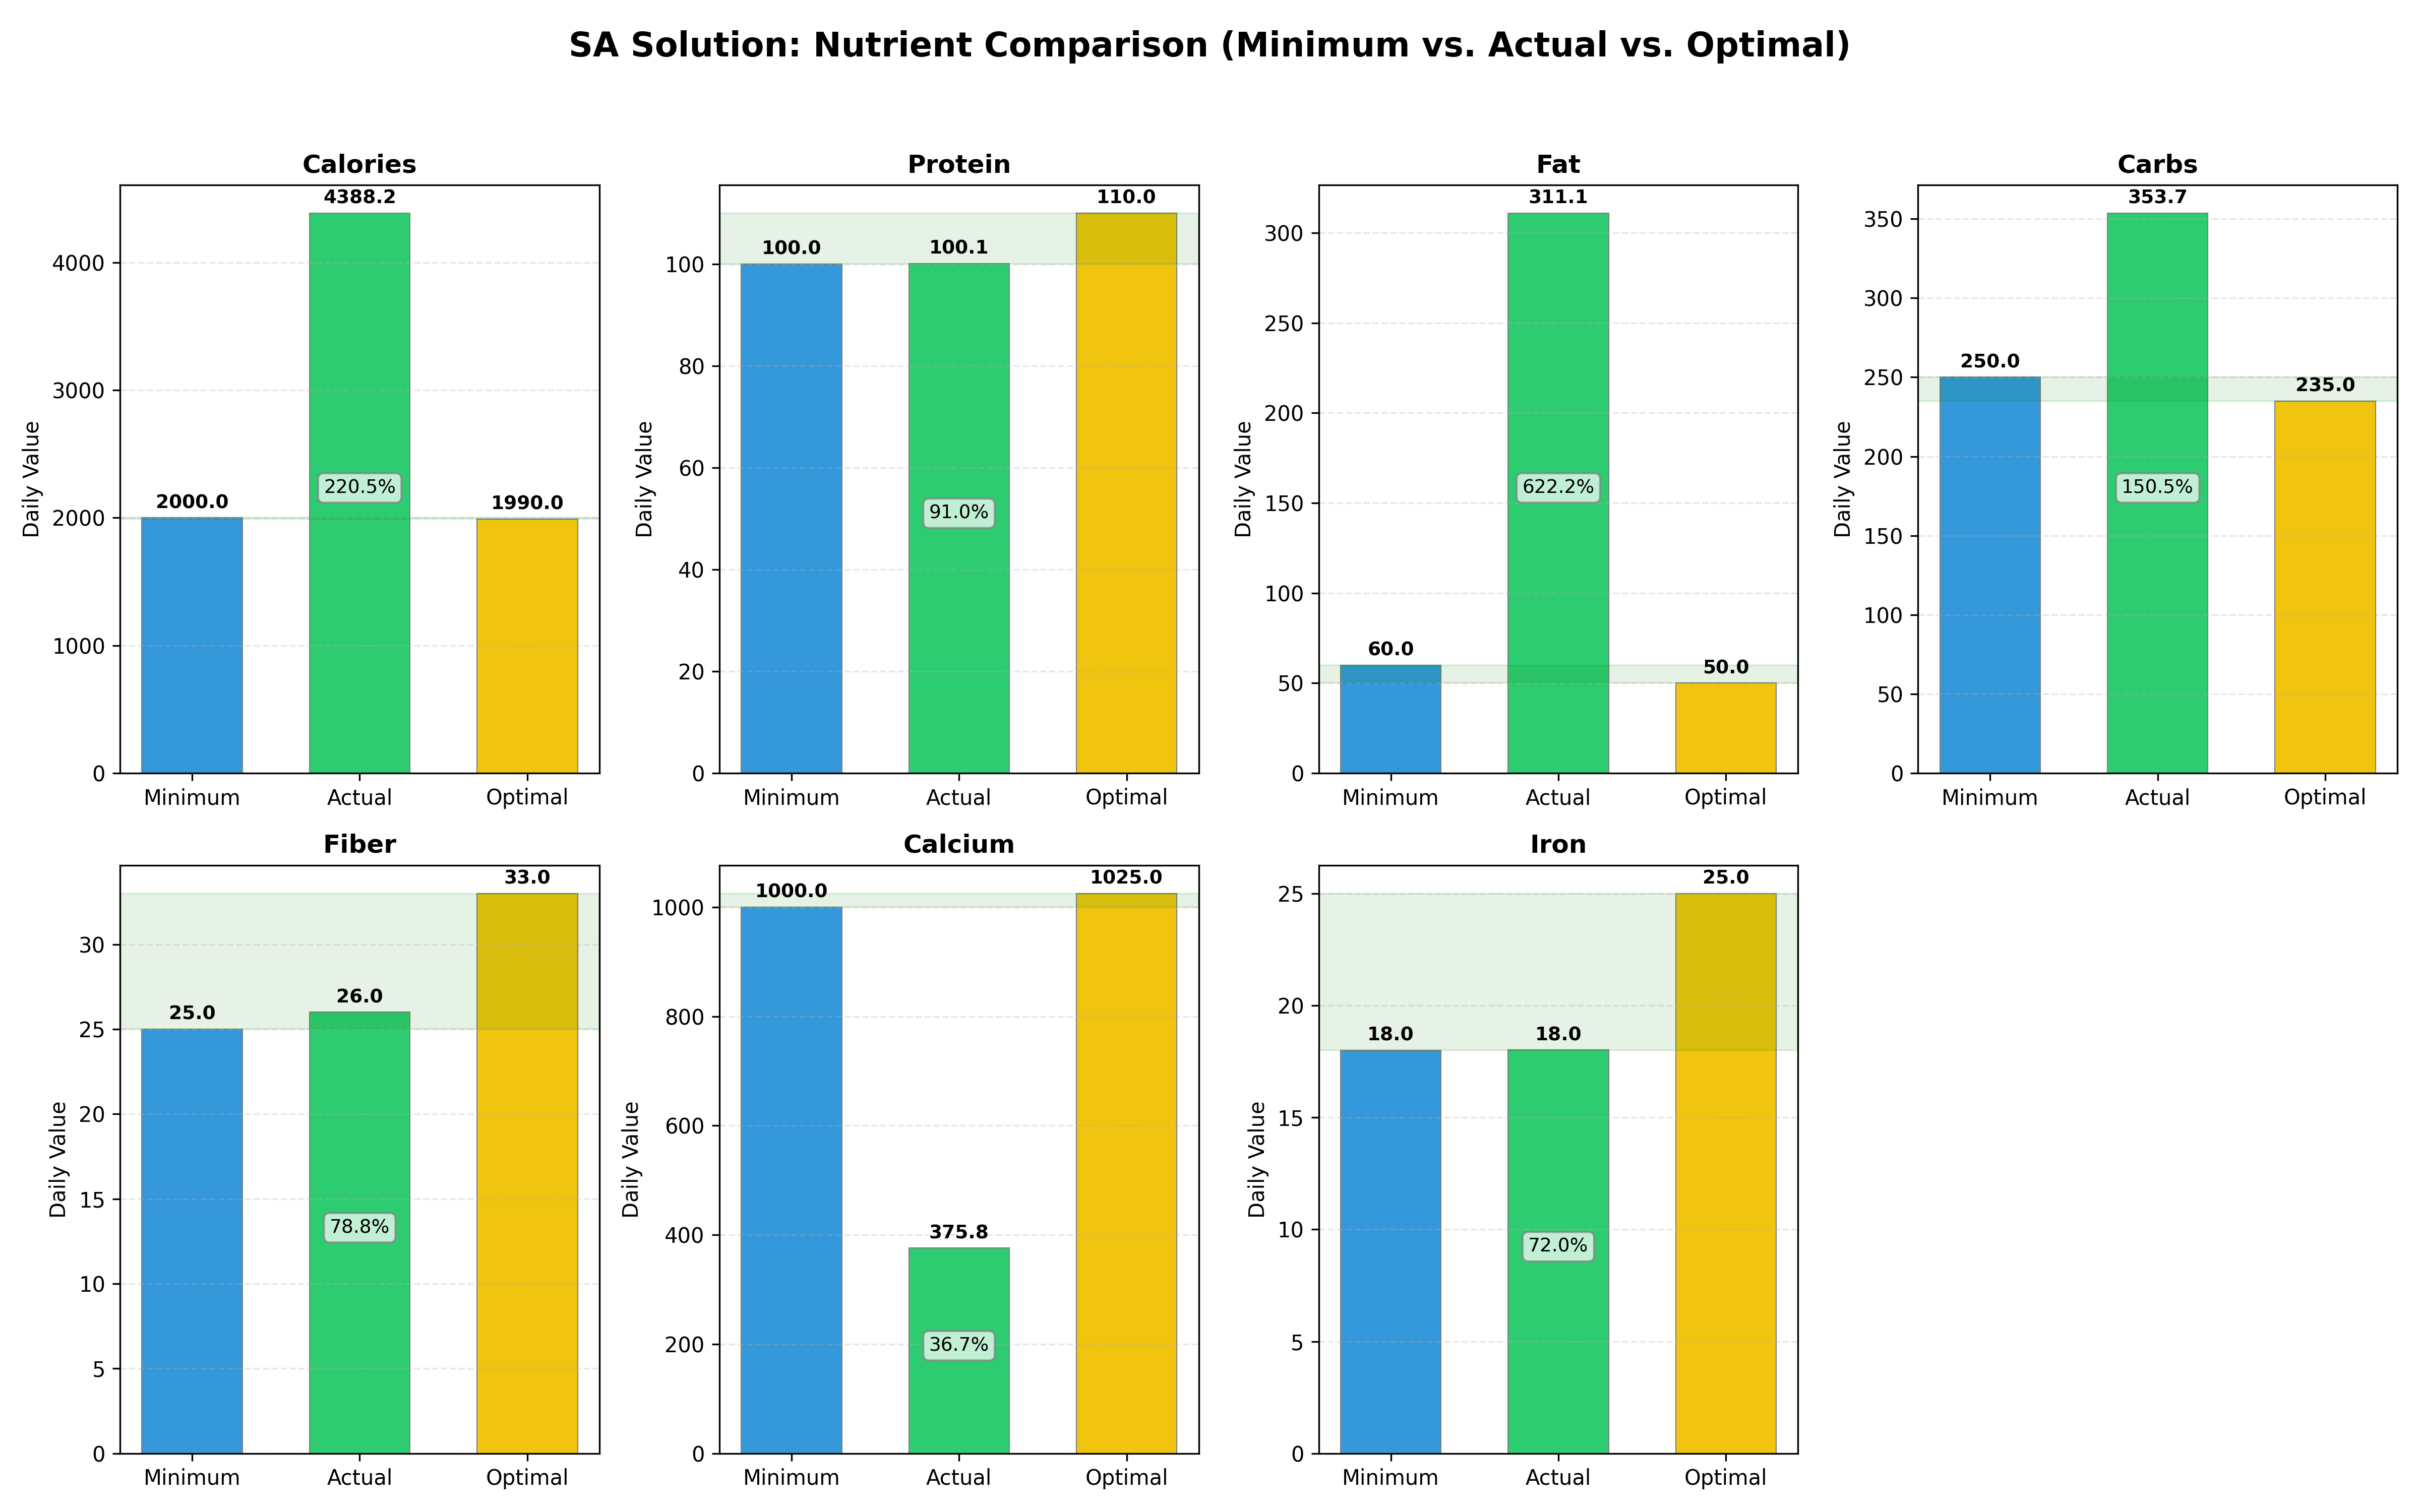 SA Solution: Nutrient Comparison (Minimum vs. Actual vs. Optimal)
Calories
Daily Value
4000
3000
2000
1000
0
2000.0
4388.2
1990.0
220.5%
Minimum
Actual
Optimal
Protein
Daily Value
100
80
60
40
20
0
100.0
100.1
110.0
91.0%
Minimum
Actual
Optimal
Fat
Daily Value
300
250
200
150
100
50
0
60.0
311.1
50.0
622.2%
Minimum
Actual
Optimal
Carbs
Daily Value
350
300
250
200
150
100
50
0
250.0
353.7
235.0
150.5%
Minimum
Actual
Optimal
Fiber
Daily Value
30
25
20
15
10
5
0
25.0
26.0
33.0
78.8%
Minimum
Actual
Optimal
Calcium
Daily Value
1000
800
600
400
200
0
1000.0
375.8
1025.0
36.7%
Minimum
Actual
Optimal
Iron
Daily Value
25
20
15
10
5
0
18.0
18.0
25.0
72.0%
Minimum
Actual
Optimal